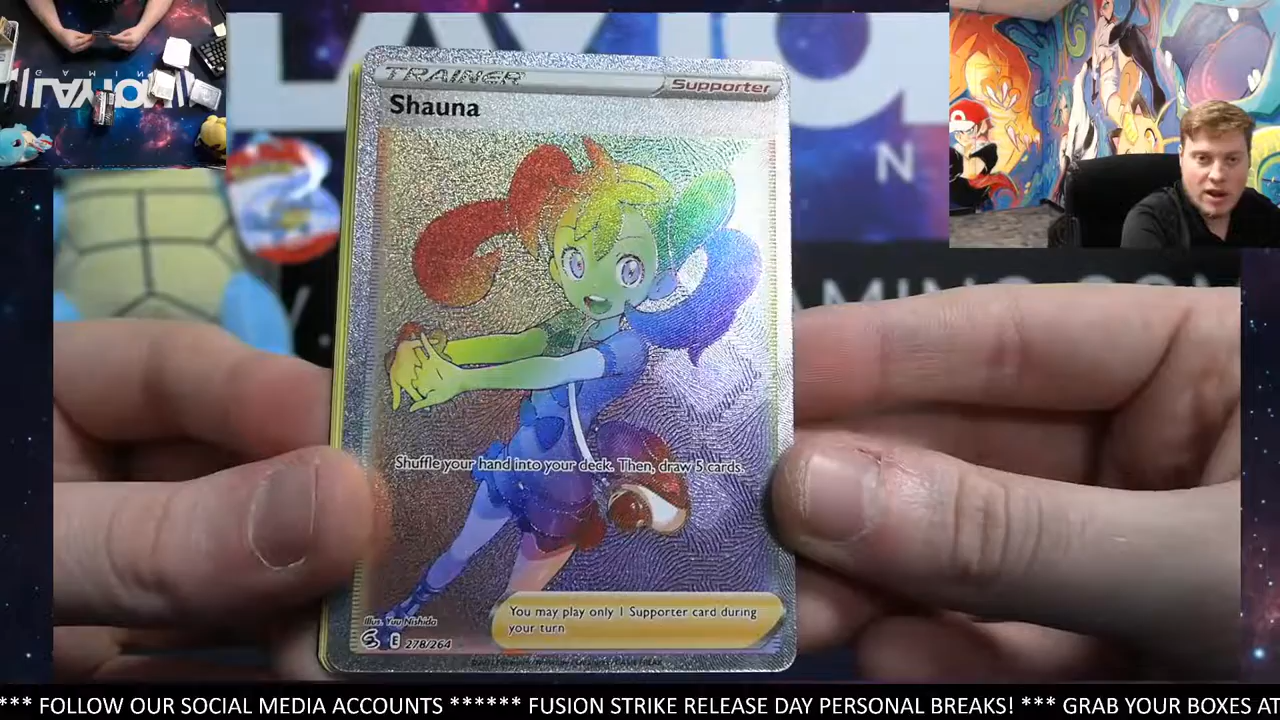 TRAINER
Supporter
Shauna
Shuffle your hand into your deck. Then, draw 5 cards.
You may play only 1 Supporter card during
your turn
Illus. Yuu Nishida
E 278/264
*** FOLLOW OUR SOCIAL MEDIA ACCOUNTS ****** FUSION STRIKE RELEASE DAY PERSONAL BREAKS! *** GRAB YOUR BOXES AT